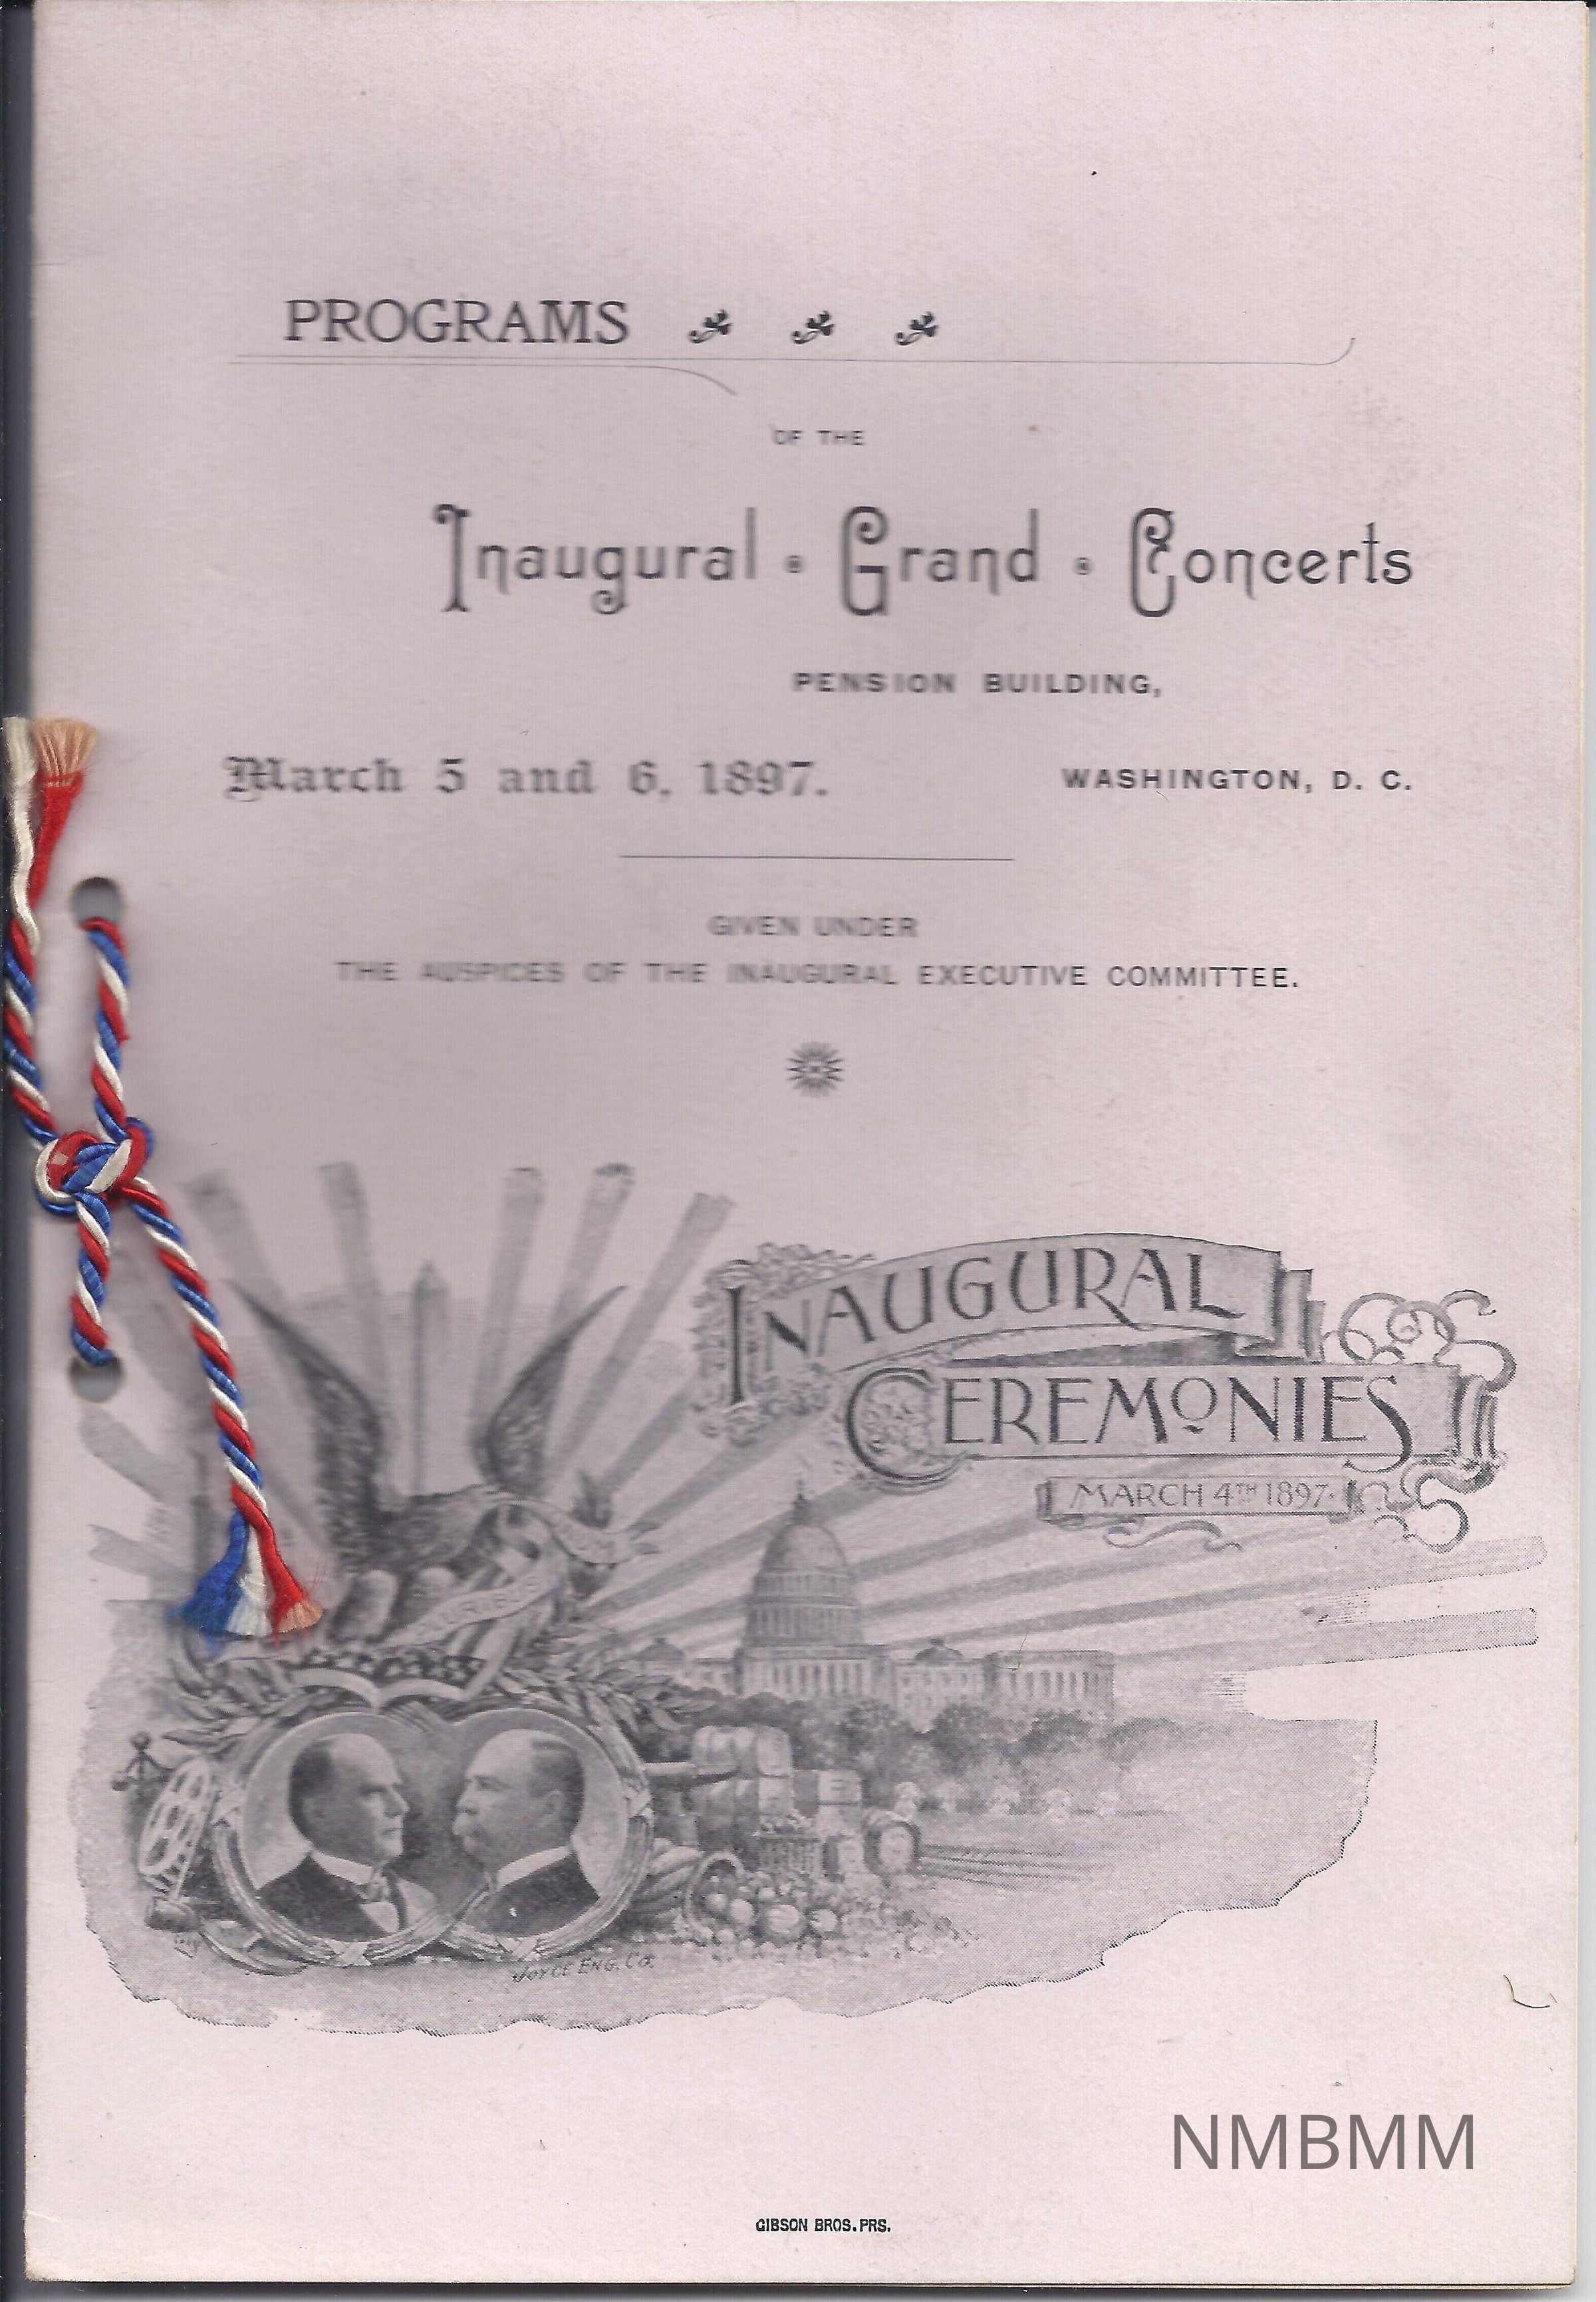 PROGRAMS
OF THE
Inaugural • Grand • Concerts
PENSION BUILDING,
March 5 and 6, 1897. WASHINGTON, D. C.
GIVEN UNDER
THE AUSPICES OF THE INAUGURAL EXECUTIVE COMMITTEE.
INAUGURAL
CEREMONIES
MARCH 4TH 1897.
JOYCE ENG. CO.
NMBMM
GIBSON BROS. PRS.